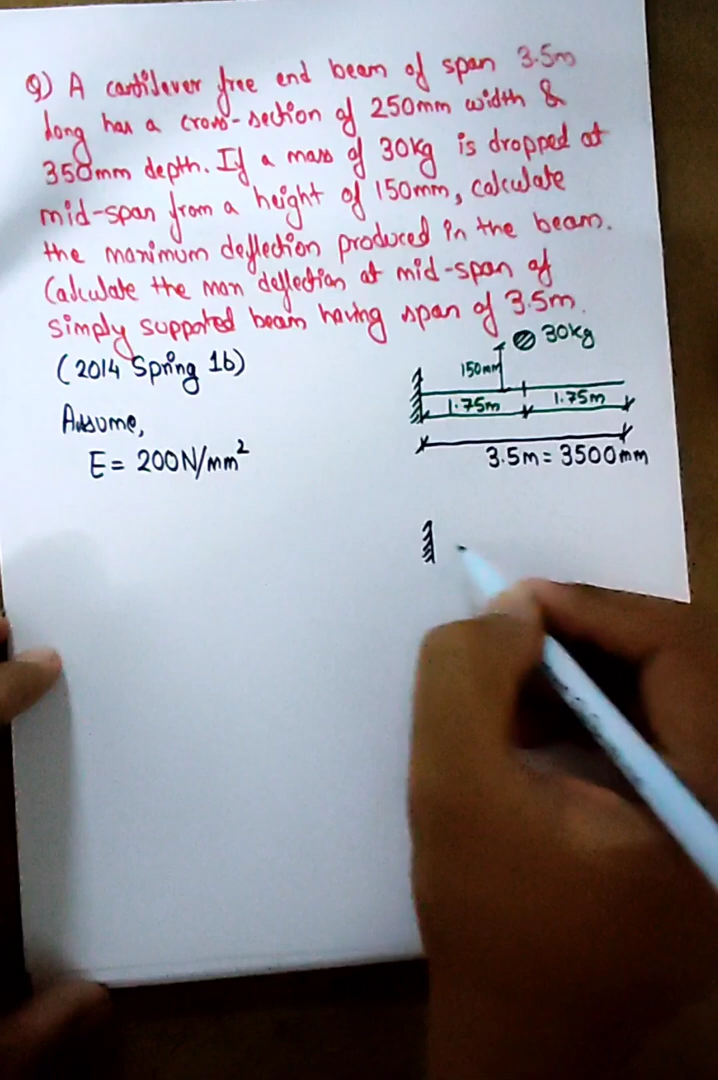 Q) A cantilever free end beam of span 3.5m
long has a cross-section of 250mm width &
350mm depth. If a mass of 30kg is dropped at
mid-span from a height of 150mm, calculate
the maximum deflection produced in the beam.
Calculate the max deflection at mid-span of
simply supported beam having span of 3.5m.
(2014 Spring 1b)
30kg
150mm
1.75m 1.75m
Assume,
E = 200N/mm²
3.5m = 3500mm